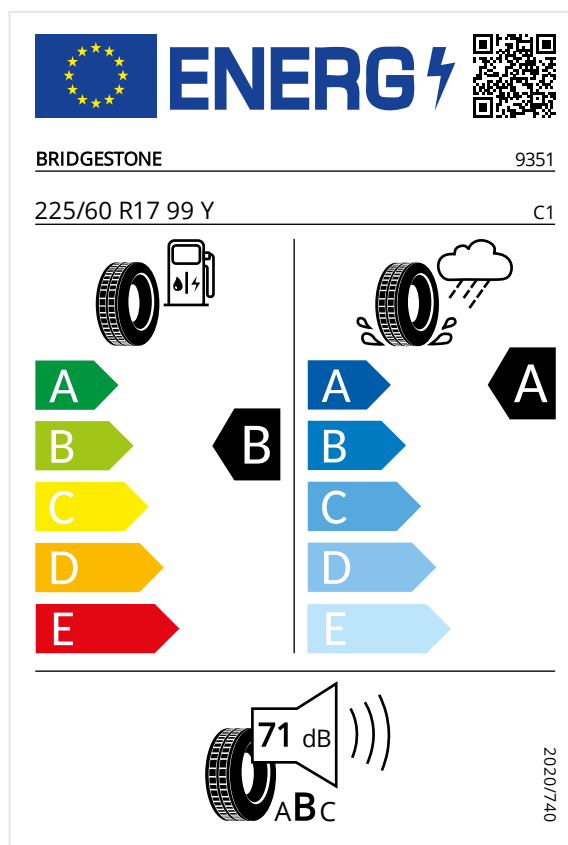 ENERG
BRIDGESTONE 9351
225/60 R17 99 Y C1
A A A
B B B
C C
D D
E E
71 dB
ABC
2020/740